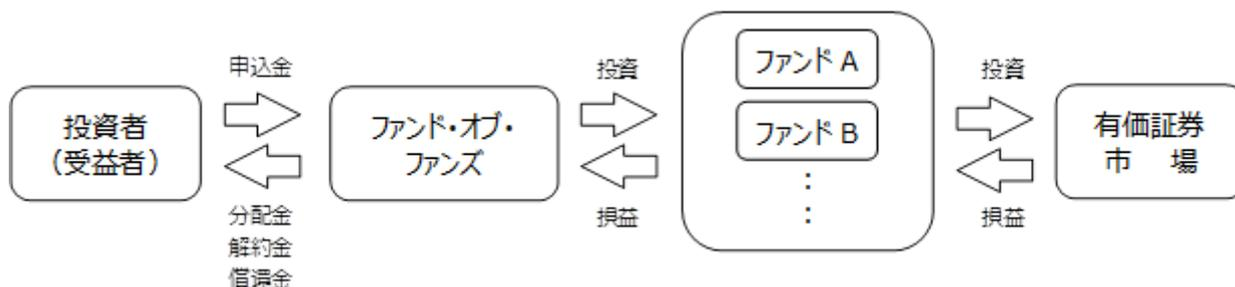 申込金
投資者
（受益者）
分配金
解約金
償還金
ファンド・オブ・
ファンズ
投資
損益
ファンド A
ファンド B
：
：
投資
損益
有価証券
市　場